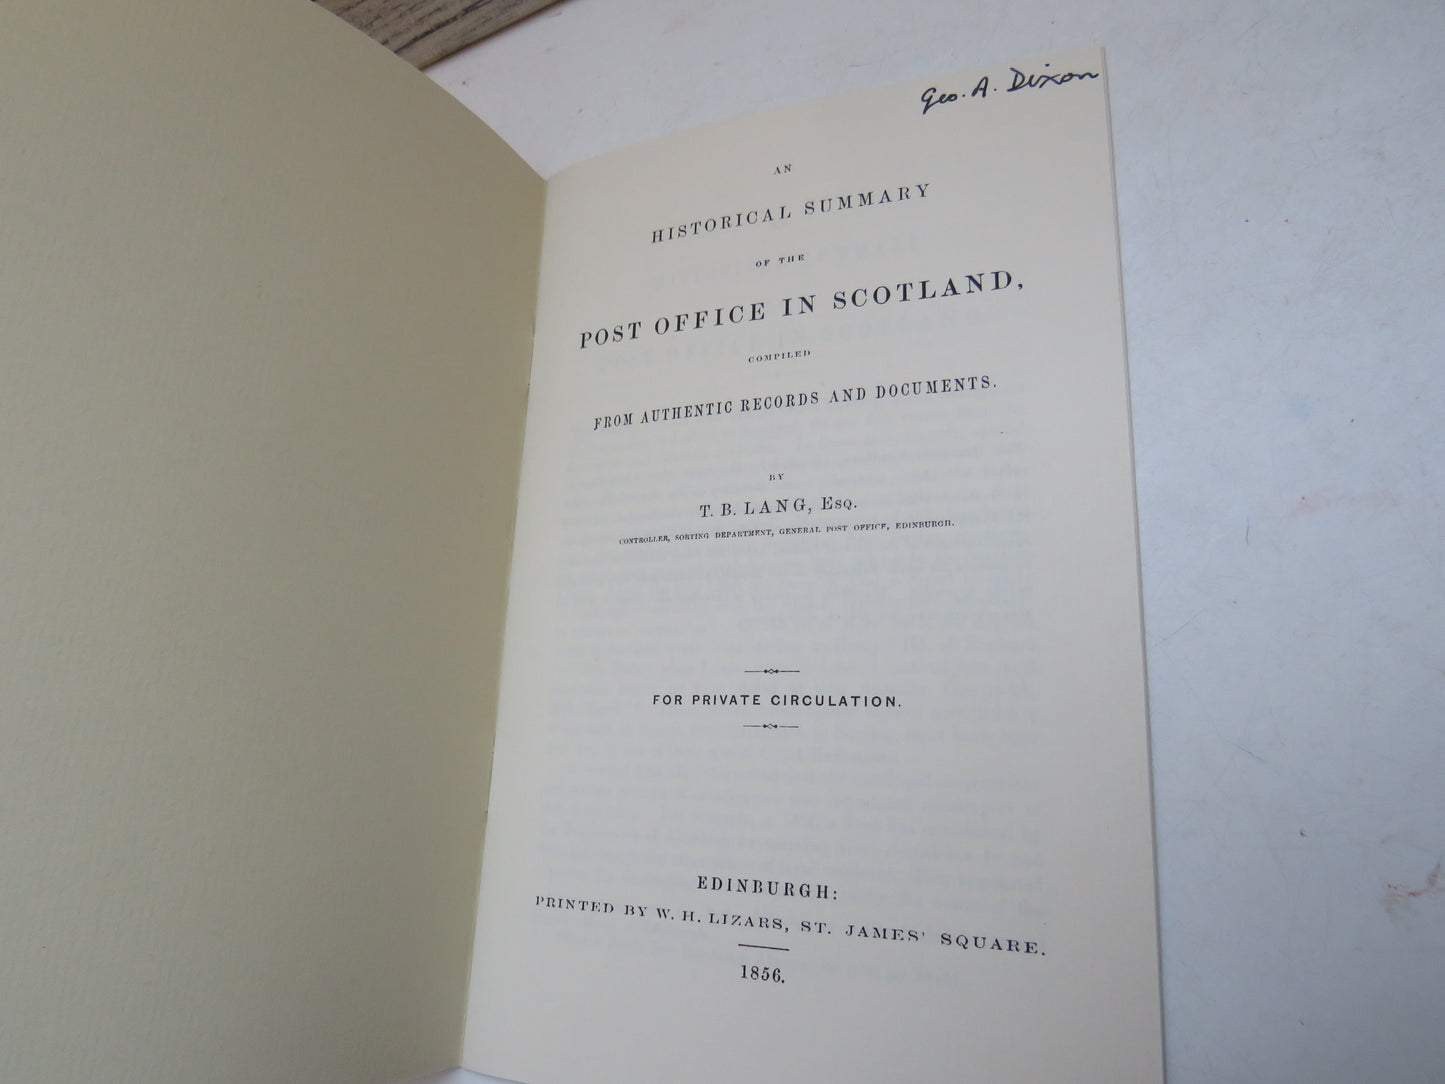 Geo. A. Dixon
AN
HISTORICAL SUMMARY
OF THE
POST OFFICE IN SCOTLAND,
COMPILED
FROM AUTHENTIC RECORDS AND DOCUMENTS.
BY
T. B. LANG, ESQ.
CONTROLLER, SORTING DEPARTMENT, GENERAL POST OFFICE, EDINBURGH.
FOR PRIVATE CIRCULATION.
EDINBURGH:
PRINTED BY W. H. LIZARS, ST. JAMES' SQUARE.
1856.